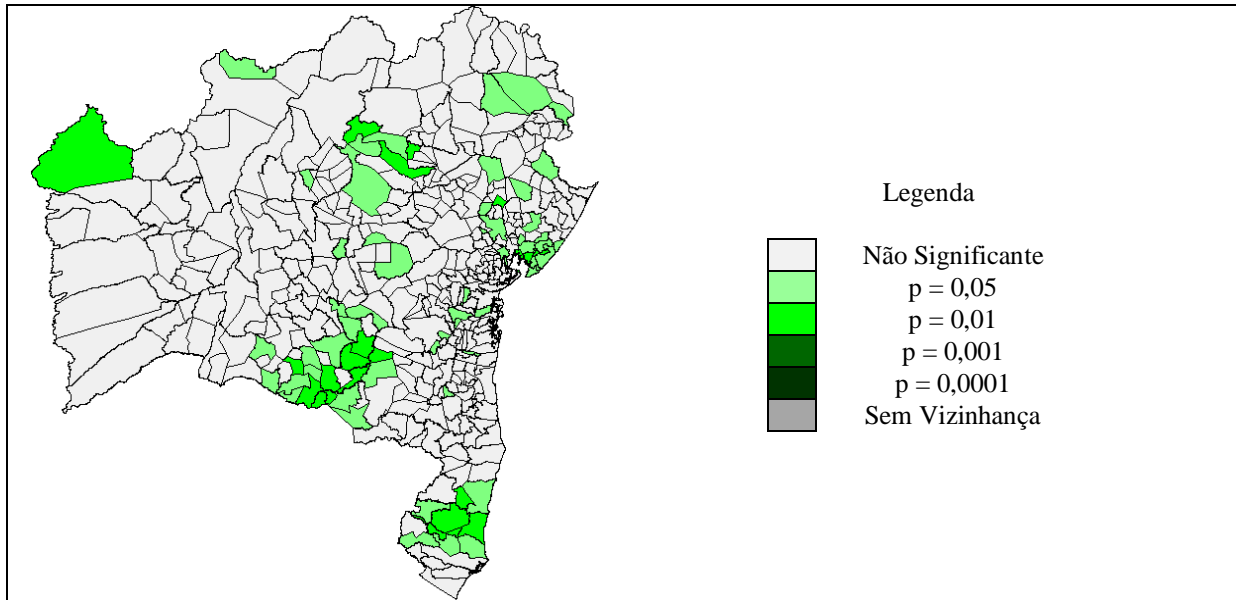 Legenda
Não Significante
p = 0,05
p = 0,01
p = 0,001
p = 0,0001
Sem Vizinhança